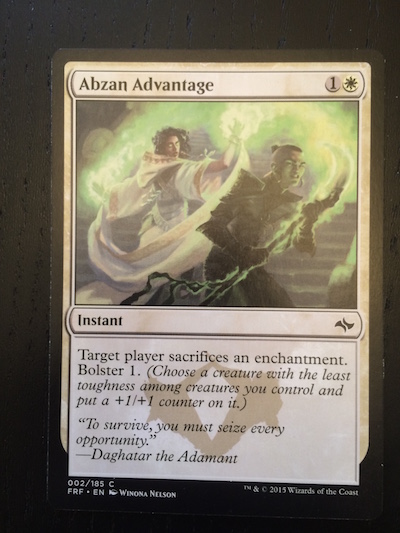 Abzan Advantage 1
Instant
Target player sacrifices an enchantment.
Bolster 1. (Choose a creature with the least
toughness among creatures you control and
put a +1/+1 counter on it.)
"To survive, you must seize every
opportunity."
—Daghatar the Adamant
002/185 C
FRF • EN Winona Nelson
™ & © 2015 Wizards of the Coast